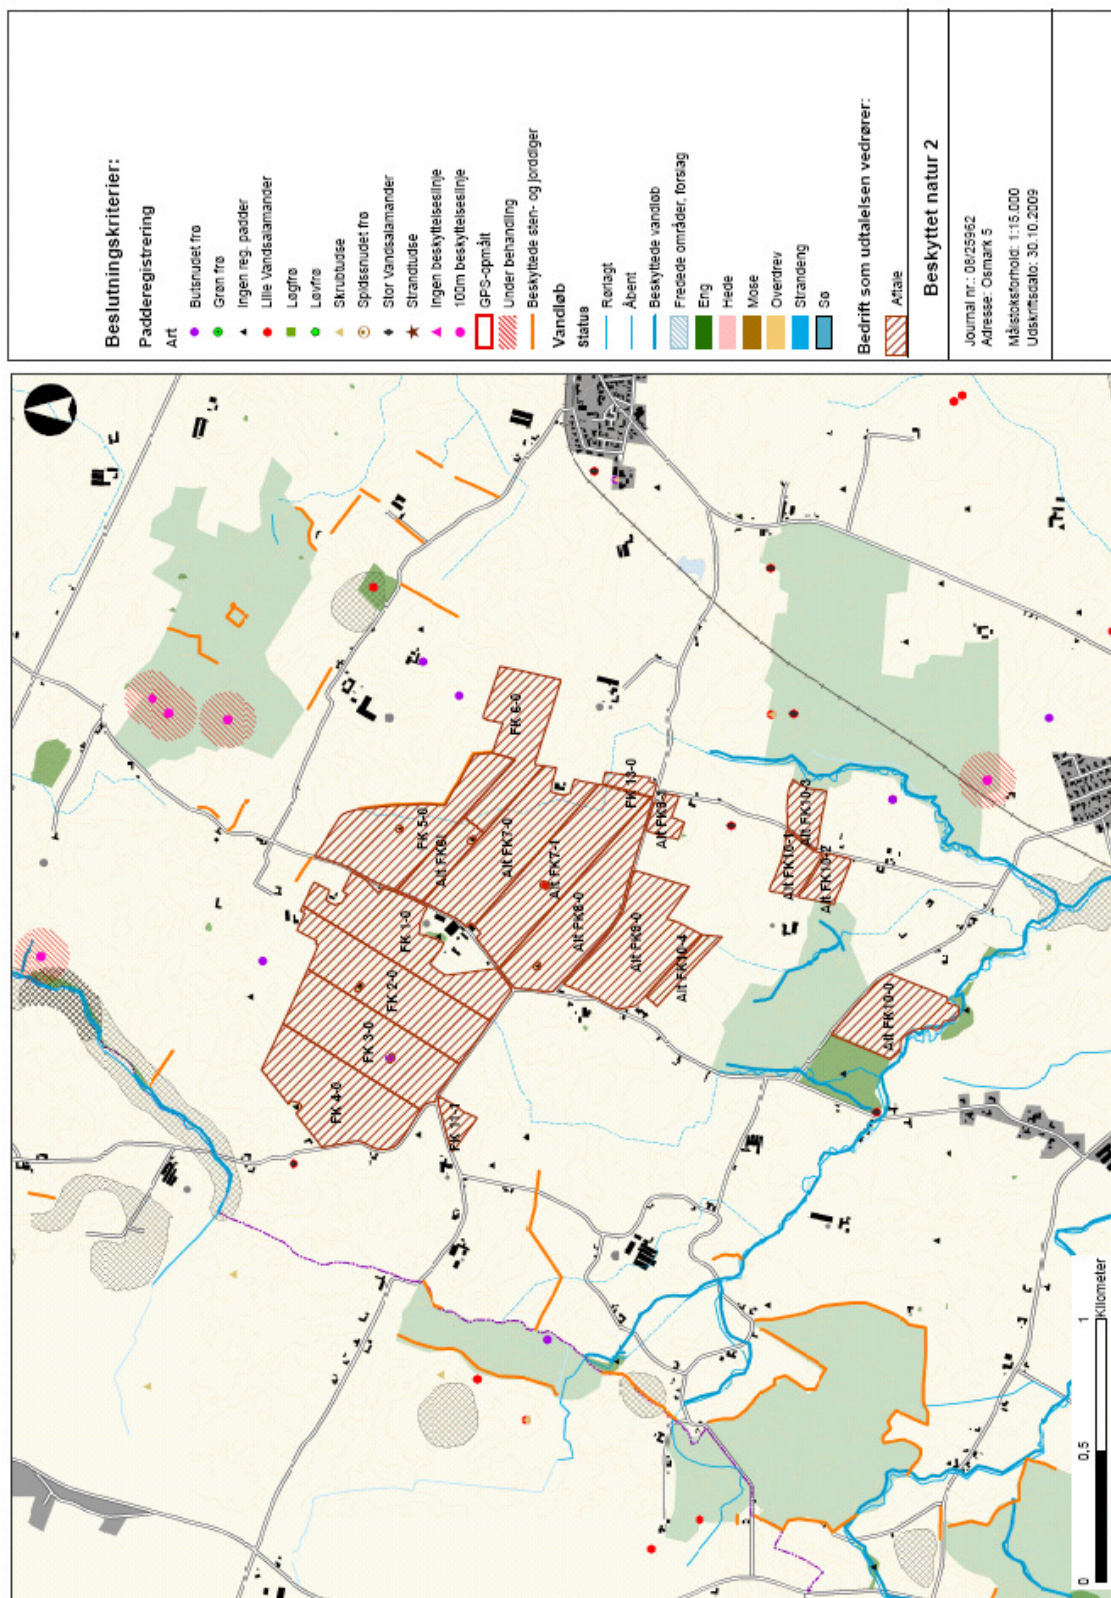 Beslutningskriterier:
Padderegistrering
Art
Butsnudet frø
Grøn frø
Ingen reg. padder
Lille Vandsalamander
Løgfrø
Løvfrø
Skrubtudse
Spidssnudet frø
Stor Vandsalamander
Strandtudse
Ingen beskyttelseslinje
100m beskyttelseslinje
GPS-opmålt
Under behandling
Beskyttede sten- og jorddiger
Vandløb
Status
Rørlagt
Åbent
Beskyttede vandløb
Fredede områder, forslag
Eng
Hede
Mose
Overdrev
Strandeng
Sø
Bedrift som udtalelsen vedrører:
Aftale
Beskyttet natur 2
Journal nr.: 08/25962
Adresse: Osmark 5
Målstoksforhold: 1:15.000
Udskriftsdato: 30.10.2009
FK 6-0
FK 5-0
FK 13-0
Alt FK7-0
Alt FK7-1
FK 1-0
Alt FK8-0
Alt FK9-0
Alt FK10-3
Alt FK10-1
Alt FK10-2
FK 2-0
Alt FK10-4
FK 3-0
Alt FK10-0
FK 4-0
FK 11-1
0
0,5
1
Kilometer